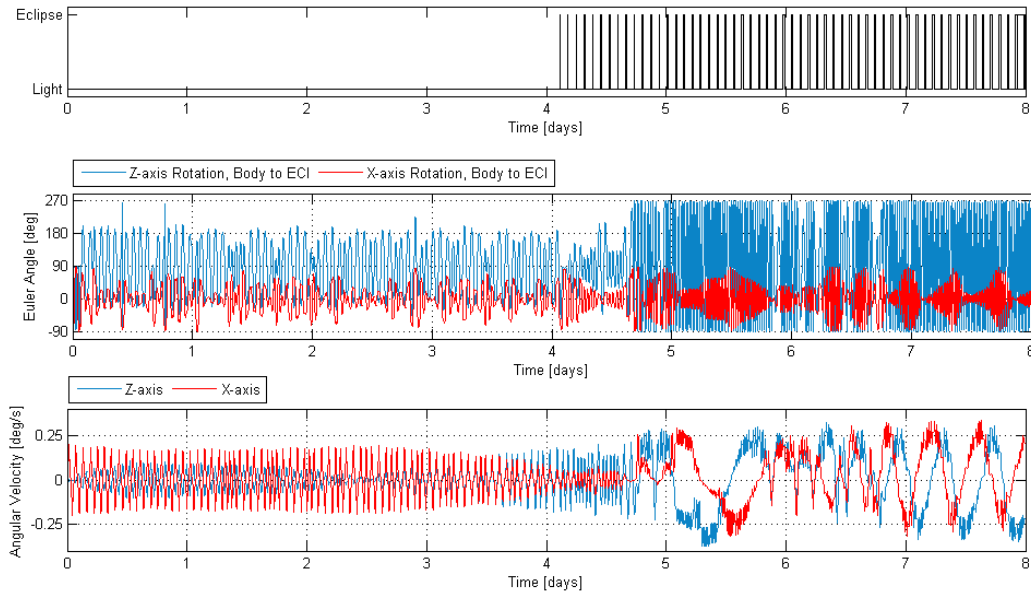 Eclipse
Light
0 1 2 3 4 5 6 7 8
Time [days]
Z-axis Rotation, Body to ECI X-axis Rotation, Body to ECI
Euler Angle [deg]
270
180
90
0
-90
0 1 2 3 4 5 6 7 8
Time [days]
Z-axis X-axis
Angular Velocity [deg/s]
0.25
0
-0.25
0 1 2 3 4 5 6 7 8
Time [days]